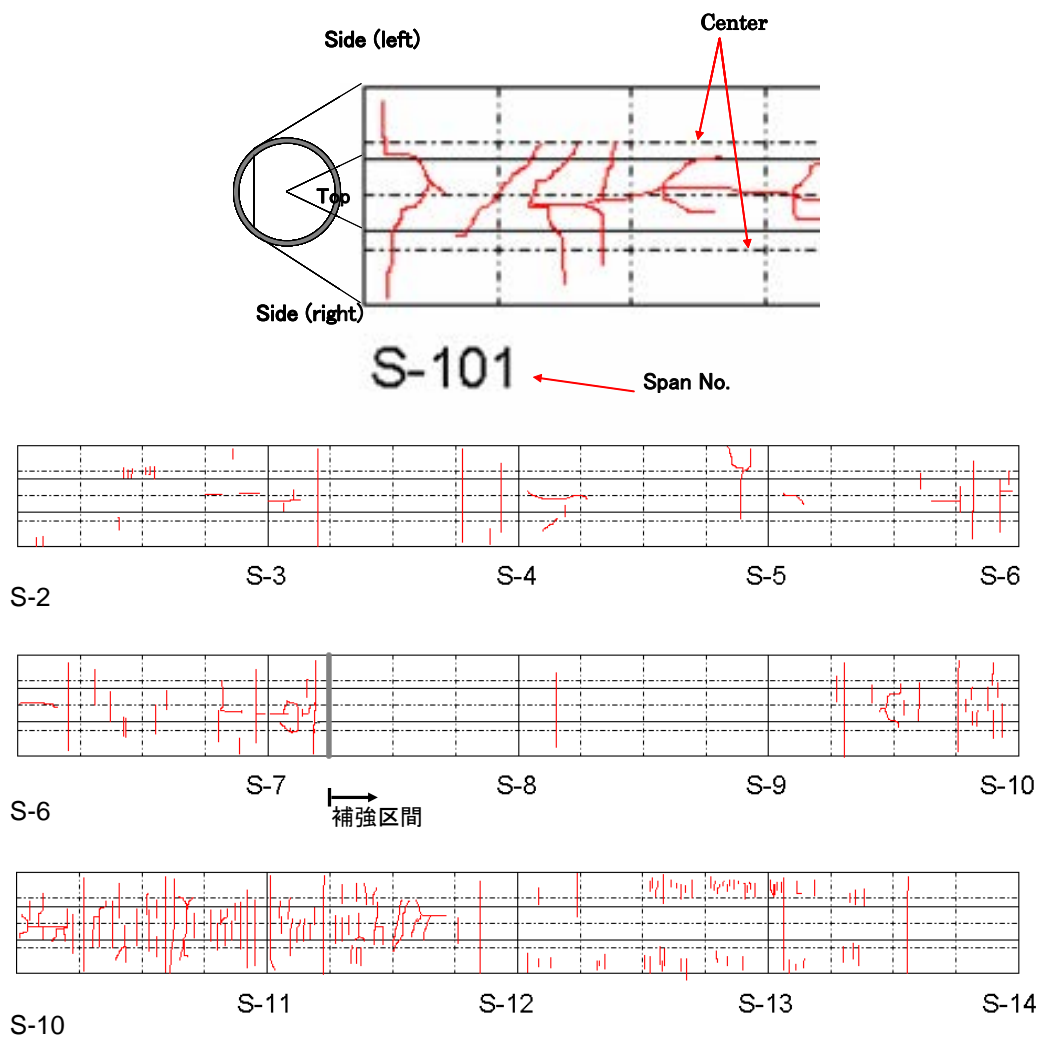 Center
Side (left)
Top
Side (right)
S-101
Span No.
S-3 S-4 S-5 S-6
S-2
S-7 S-8 S-9 S-10
S-6
補強区間
S-11 S-12 S-13 S-14
S-10